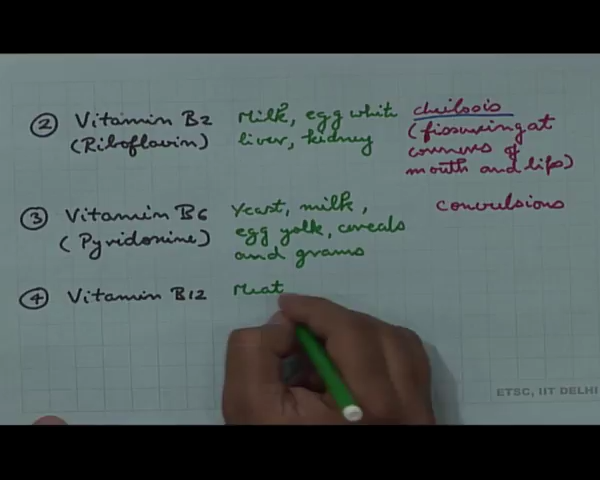 ② Vitamin B2 Milk, egg white cheilosis
(Riboflavin) liver, kidney (fissuring at
corners of
mouth and lips)
③ Vitamin B6 Yeast, milk, convulsions
(Pyridoxine) egg yolk, cereals
and grams
④ Vitamin B12 Meat
ETSC, IIT DELHI